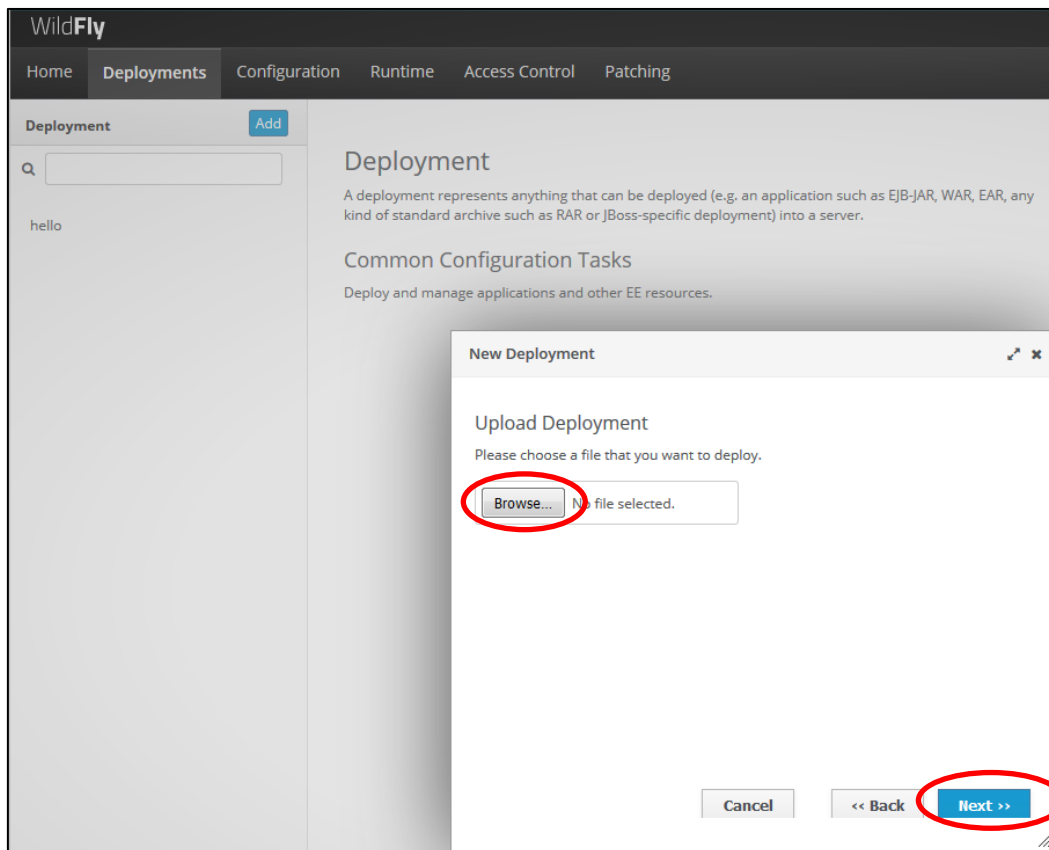 WildFly
Home Deployments Configuration Runtime Access Control Patching
Deployment Add
hello
Deployment
A deployment represents anything that can be deployed (e.g. an application such as EJB-JAR, WAR, EAR, any
kind of standard archive such as RAR or JBoss-specific deployment) into a server.
Common Configuration Tasks
Deploy and manage applications and other EE resources.
New Deployment
Upload Deployment
Please choose a file that you want to deploy.
Browse... No file selected.
Cancel << Back Next >>